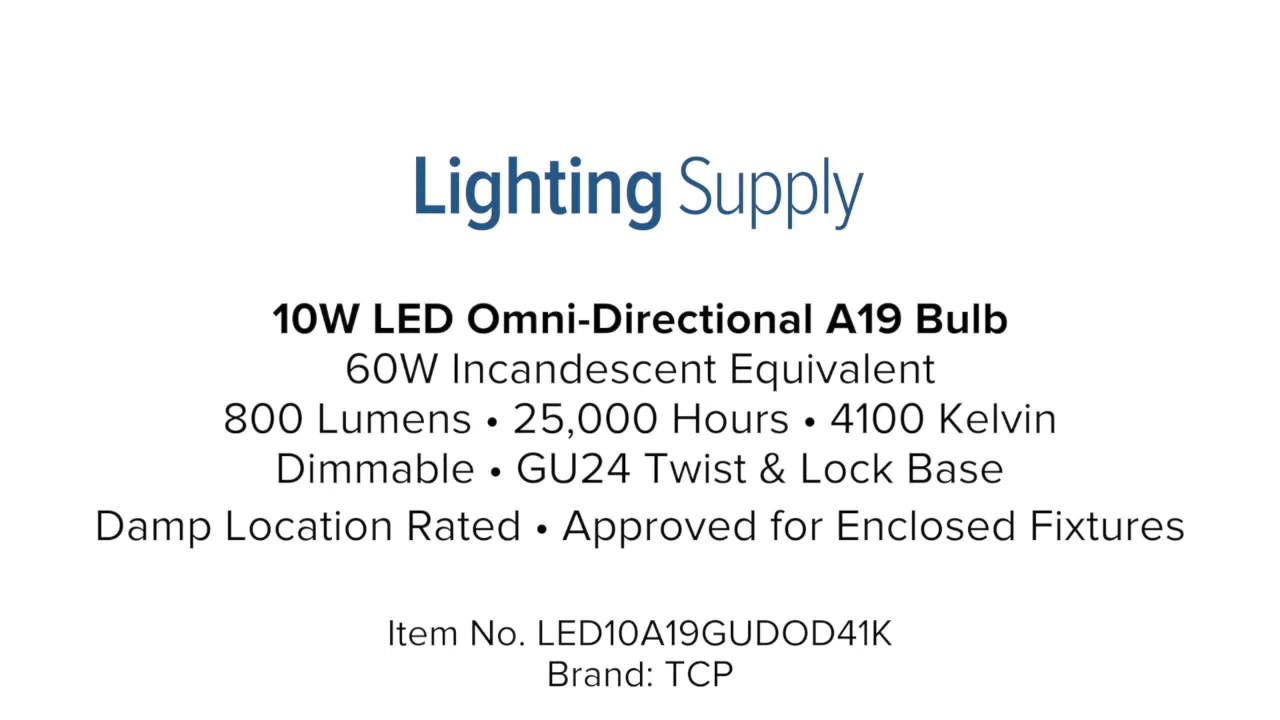 Lighting Supply
10W LED Omni-Directional A19 Bulb
60W Incandescent Equivalent
800 Lumens • 25,000 Hours • 4100 Kelvin
Dimmable • GU24 Twist & Lock Base
Damp Location Rated • Approved for Enclosed Fixtures
Item No. LED10A19GUDOD41K
Brand: TCP